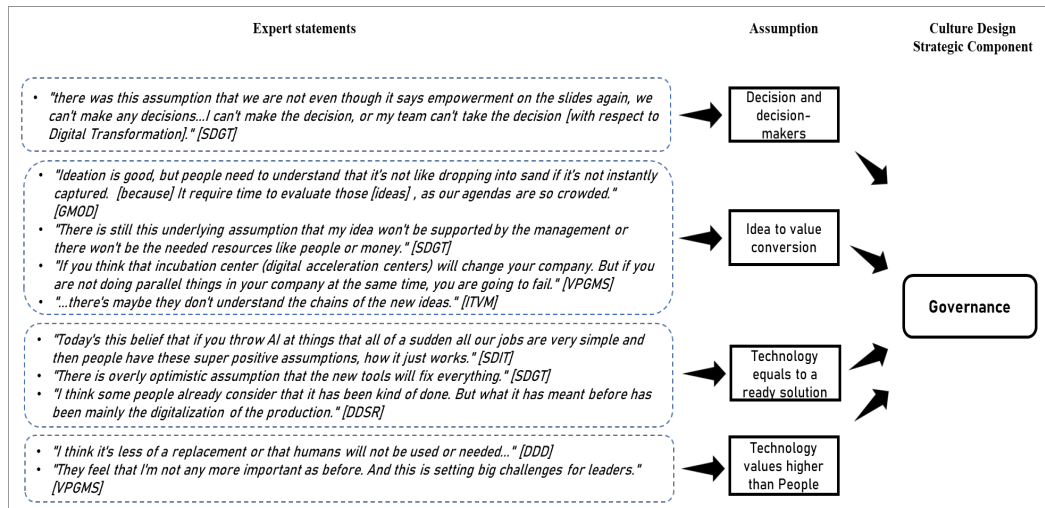 Expert statements
Assumption
Culture Design
Strategic Component
• "there was this assumption that we are not even though it says empowerment on the slides again, we
can't make any decisions...I can't make the decision, or my team can't take the decision [with respect to
Digital Transformation]." [SDGT]
Decision and
decision-
makers
• "Ideation is good, but people need to understand that it's not like dropping into sand if it's not instantly
captured. [because] It require time to evaluate those [ideas] , as our agendas are so crowded."
[GMOD]
• "There is still this underlying assumption that my idea won't be supported by the management or
there won't be the needed resources like people or money." [SDGT]
• "If you think that incubation center (digital acceleration centers) will change your company. But if you
are not doing parallel things in your company at the same time, you are going to fail." [VPGMS]
• "...there's maybe they don't understand the chains of the new ideas." [ITVM]
Idea to value
conversion
Governance
• "Today's this belief that if you throw AI at things that all of a sudden all our jobs are very simple and
then people have these super positive assumptions, how it just works." [SDIT]
• "There is overly optimistic assumption that the new tools will fix everything." [SDGT]
• "I think some people already consider that it has been kind of done. But what it has meant before has
been mainly the digitalization of the production." [DDSR]
Technology
equals to a
ready solution
• "I think it's less of a replacement or that humans will not be used or needed..." [DDD]
• "They feel that I'm not any more important as before. And this is setting big challenges for leaders."
[VPGMS]
Technology
values higher
than People